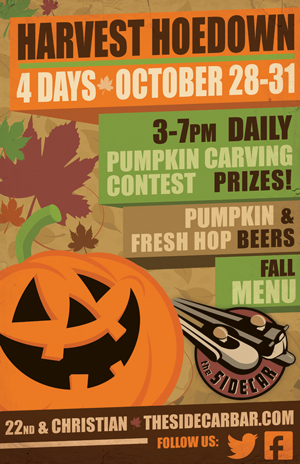 HARVEST HOEDOWN
4 DAYS OCTOBER 28-31
3-7PM DAILY
PUMPKIN CARVING
CONTEST PRIZES!
PUMPKIN &
FRESH HOP BEERS
FALL
MENU
the SIDECAR
22ND & CHRISTIAN THESIDECARBAR.COM
FOLLOW US: